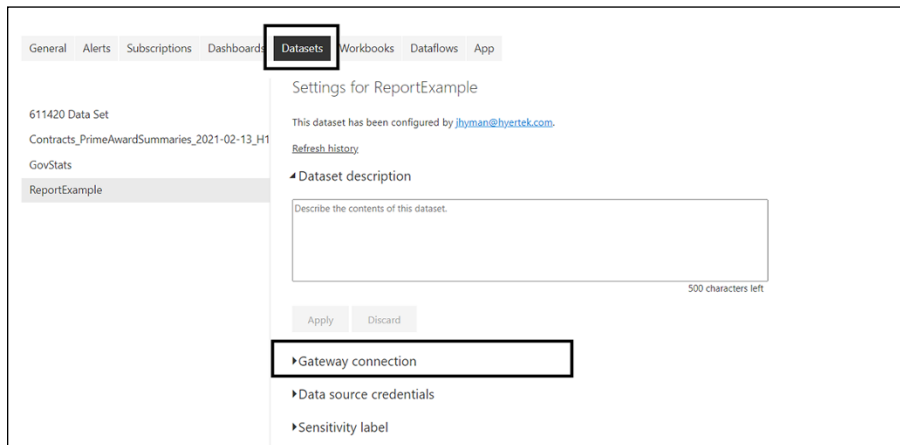 General Alerts Subscriptions Dashboards Datasets Workbooks Dataflows App
Settings for ReportExample
611420 Data Set
This dataset has been configured by jhyman@hyertek.com.
Contracts_PrimeAwardSummaries_2021-02-13_H1
Refresh history
GovStats
Dataset description
ReportExample
Describe the contents of this dataset.
500 characters left
Apply Discard
Gateway connection
Data source credentials
Sensitivity label